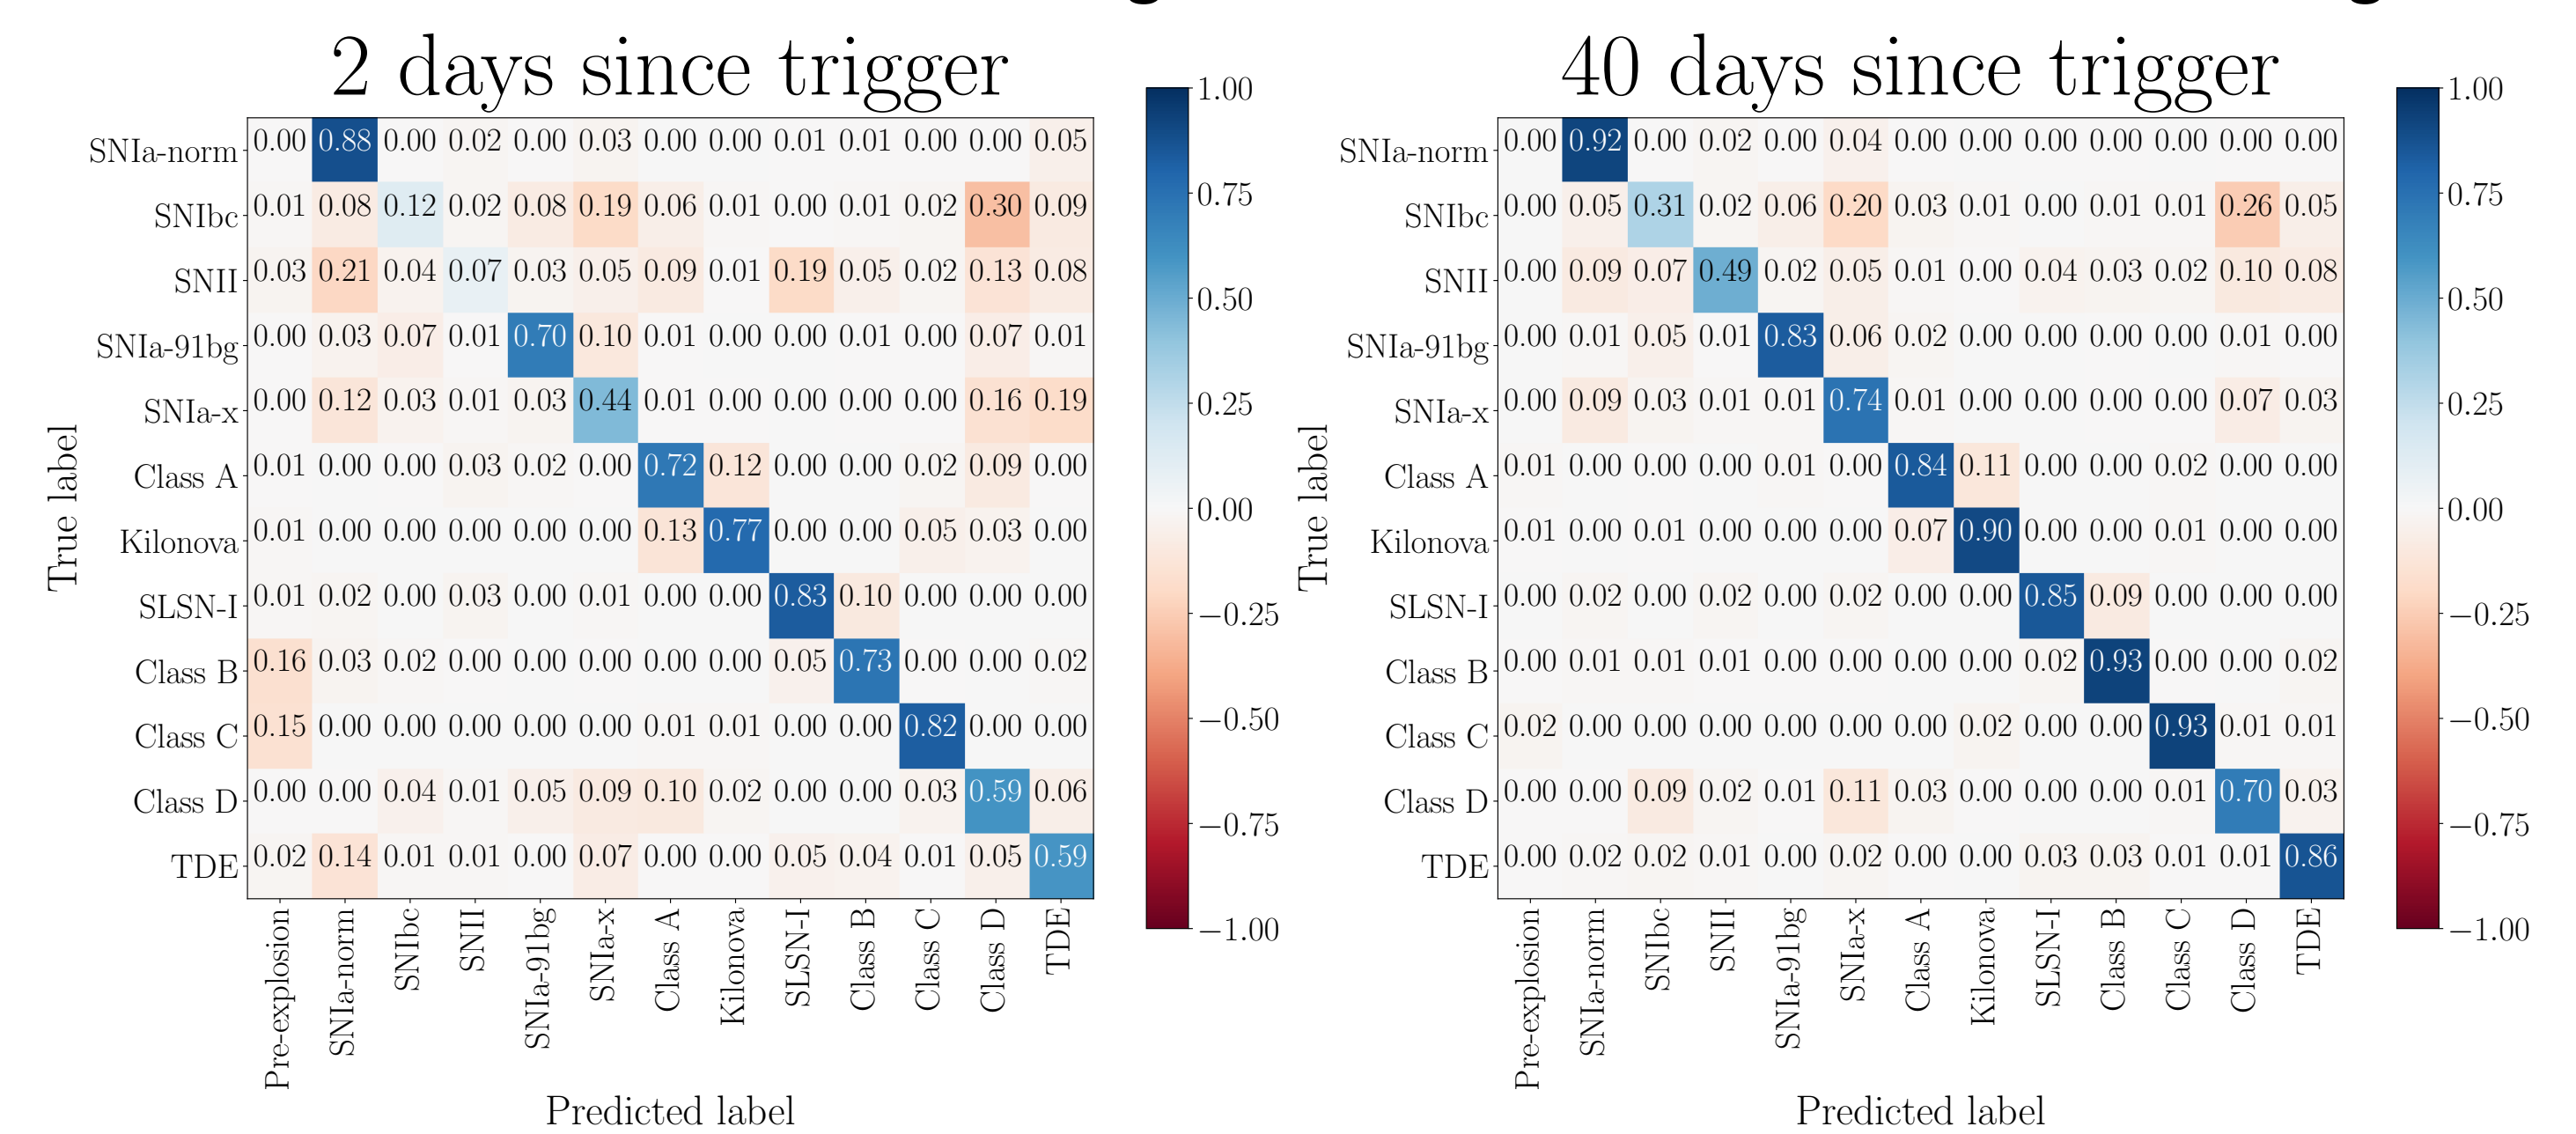 2 days since trigger
True label
SNIa-norm 0.00 0.88 0.00 0.02 0.00 0.03 0.00 0.00 0.01 0.01 0.00 0.00 0.05
SNIbc 0.01 0.08 0.12 0.02 0.08 0.19 0.06 0.01 0.00 0.01 0.02 0.30 0.09
SNII 0.03 0.21 0.04 0.07 0.03 0.05 0.09 0.01 0.19 0.05 0.02 0.13 0.08
SNIa-91bg 0.00 0.03 0.07 0.01 0.70 0.10 0.01 0.00 0.00 0.01 0.00 0.07 0.01
SNIa-x 0.00 0.12 0.03 0.01 0.03 0.44 0.01 0.00 0.00 0.00 0.00 0.16 0.19
Class A 0.01 0.00 0.00 0.03 0.02 0.00 0.72 0.12 0.00 0.00 0.02 0.09 0.00
Kilonova 0.01 0.00 0.00 0.00 0.00 0.00 0.13 0.77 0.00 0.00 0.05 0.03 0.00
SLSN-I 0.01 0.02 0.00 0.03 0.00 0.01 0.00 0.00 0.83 0.10 0.00 0.00 0.00
Class B 0.16 0.03 0.02 0.00 0.00 0.00 0.00 0.00 0.05 0.73 0.00 0.00 0.02
Class C 0.15 0.00 0.00 0.00 0.00 0.00 0.01 0.01 0.00 0.00 0.82 0.00 0.00
Class D 0.00 0.00 0.04 0.01 0.05 0.09 0.10 0.02 0.00 0.00 0.03 0.59 0.06
TDE 0.02 0.14 0.01 0.01 0.00 0.07 0.00 0.00 0.05 0.04 0.01 0.05 0.59
Pre-explosion
SNIa-norm
SNIbc
SNII
SNIa-91bg
SNIa-x
Class A
Kilonova
SLSN-I
Class B
Class C
Class D
TDE
Predicted label
1.00
0.75
0.50
0.25
0.00
−0.25
−0.50
−0.75
−1.00
40 days since trigger
True label
SNIa-norm 0.00 0.92 0.00 0.02 0.00 0.04 0.00 0.00 0.00 0.00 0.00 0.00 0.00
SNIbc 0.00 0.05 0.31 0.02 0.06 0.20 0.03 0.01 0.00 0.01 0.01 0.26 0.05
SNII 0.00 0.09 0.07 0.49 0.02 0.05 0.01 0.00 0.04 0.03 0.02 0.10 0.08
SNIa-91bg 0.00 0.01 0.05 0.01 0.83 0.06 0.02 0.00 0.00 0.00 0.00 0.01 0.00
SNIa-x 0.00 0.09 0.03 0.01 0.01 0.74 0.01 0.00 0.00 0.00 0.00 0.07 0.03
Class A 0.01 0.00 0.00 0.00 0.01 0.00 0.84 0.11 0.00 0.00 0.02 0.00 0.00
Kilonova 0.01 0.00 0.01 0.00 0.00 0.00 0.07 0.90 0.00 0.00 0.01 0.00 0.00
SLSN-I 0.00 0.02 0.00 0.02 0.00 0.02 0.00 0.00 0.85 0.09 0.00 0.00 0.00
Class B 0.00 0.01 0.01 0.01 0.00 0.00 0.00 0.00 0.02 0.93 0.00 0.00 0.02
Class C 0.02 0.00 0.00 0.00 0.00 0.00 0.00 0.02 0.00 0.00 0.93 0.01 0.01
Class D 0.00 0.00 0.09 0.02 0.01 0.11 0.03 0.00 0.00 0.00 0.01 0.70 0.03
TDE 0.00 0.02 0.02 0.01 0.00 0.02 0.00 0.00 0.03 0.03 0.01 0.01 0.86
Pre-explosion
SNIa-norm
SNIbc
SNII
SNIa-91bg
SNIa-x
Class A
Kilonova
SLSN-I
Class B
Class C
Class D
TDE
Predicted label
1.00
0.75
0.50
0.25
0.00
−0.25
−0.50
−0.75
−1.00